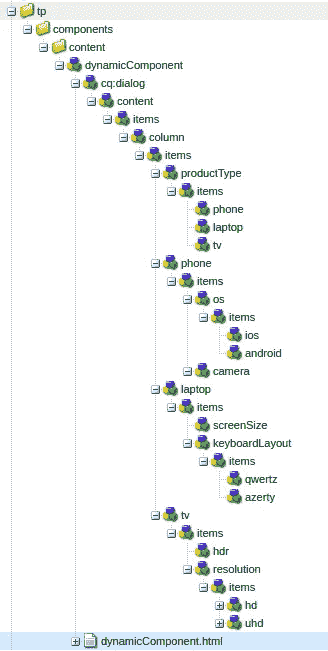 tp
components
content
dynamicComponent
cq:dialog
content
items
column
items
productType
items
phone
laptop
tv
phone
items
os
items
ios
android
camera
laptop
items
screenSize
keyboardLayout
items
qwertz
azerty
tv
items
hdr
resolution
items
hd
uhd
dynamicComponent.html